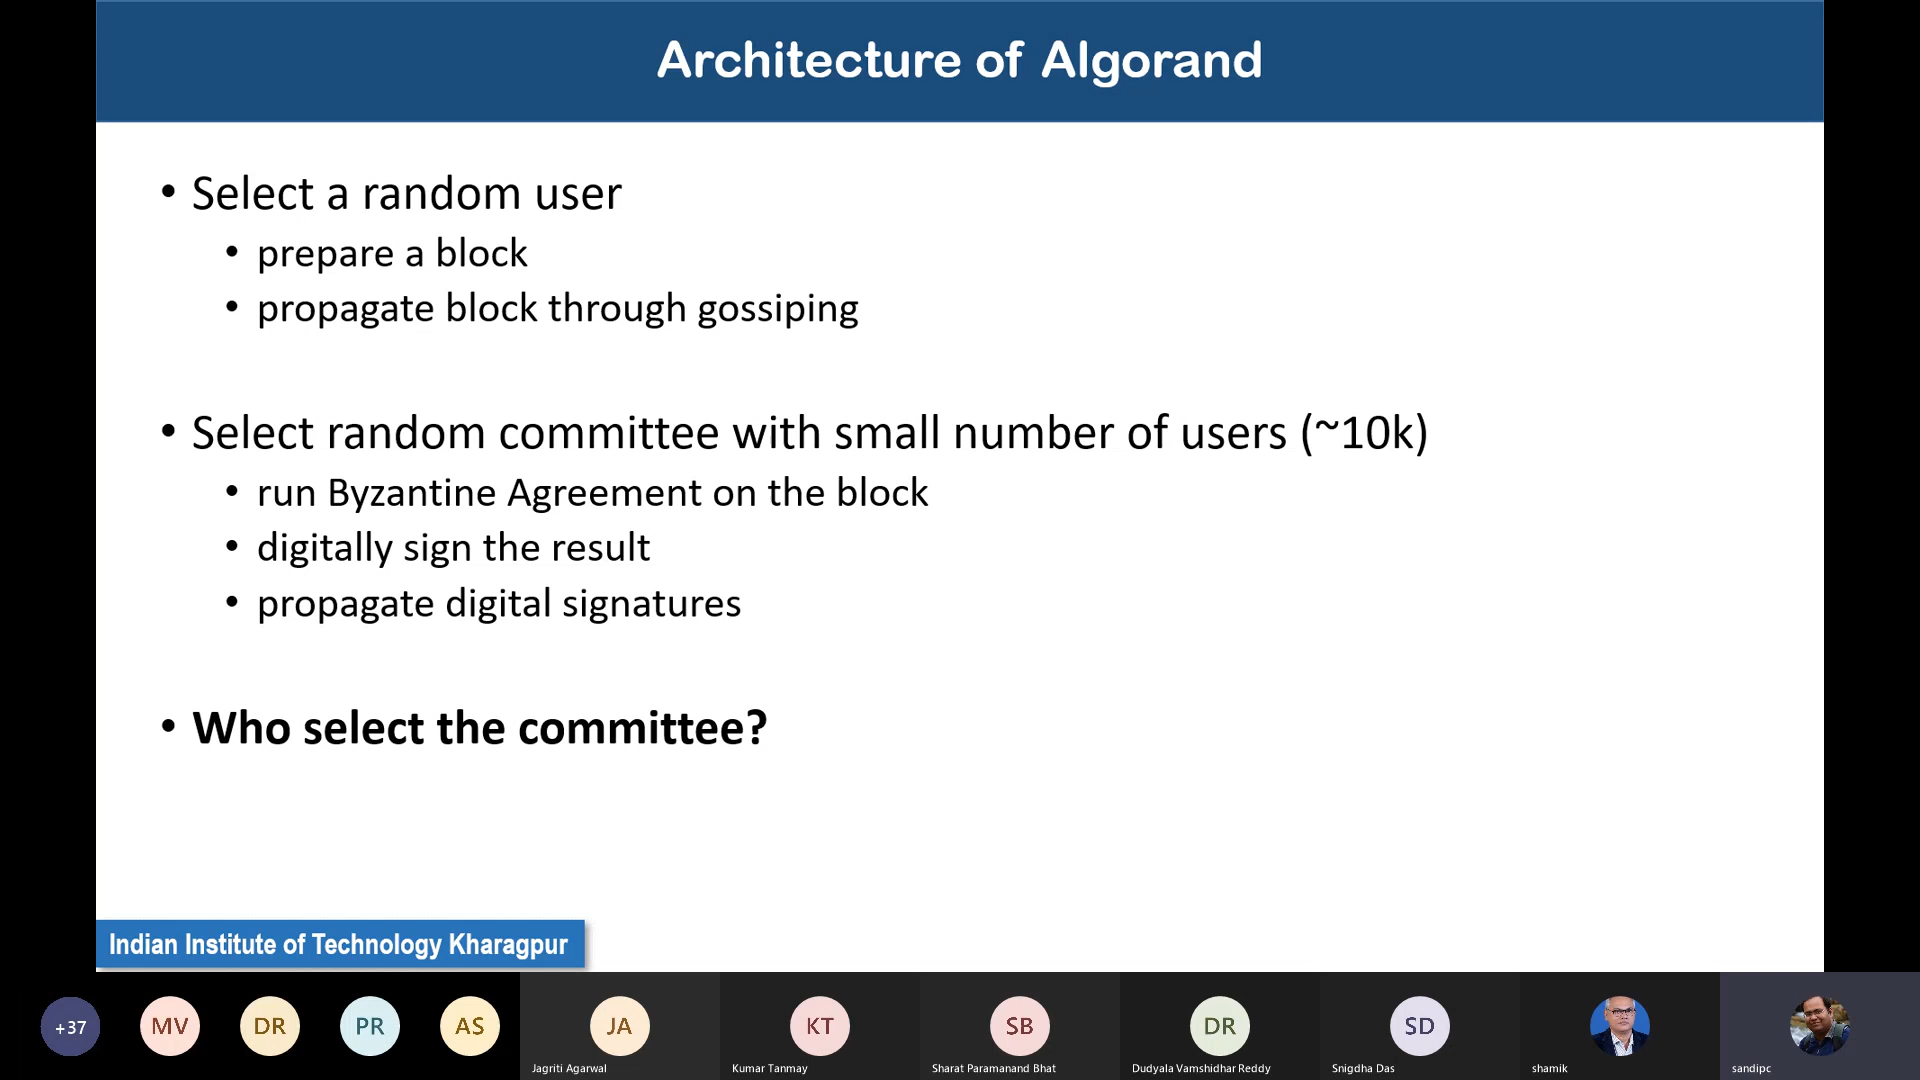 Architecture of Algorand
• Select a random user
• prepare a block
• propagate block through gossiping
• Select random committee with small number of users (~10k)
• run Byzantine Agreement on the block
• digitally sign the result
• propagate digital signatures
• Who select the committee?
Indian Institute of Technology Kharagpur
+37
MV
DR
PR
AS
JA
KT
SB
DR
SD
Jagriti Agarwal
Kumar Tanmay
Sharat Paramanand Bhat
Dudyala Vamshidhar Reddy
Snigdha Das
shamik
sandipc